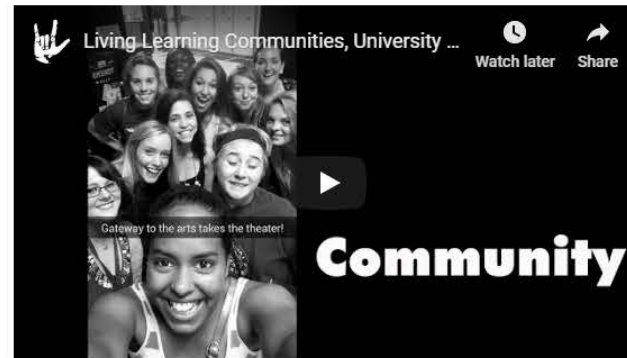 Living Learning Communities, University ...
Watch later
Share
Gateway to the arts takes the theater!
Community